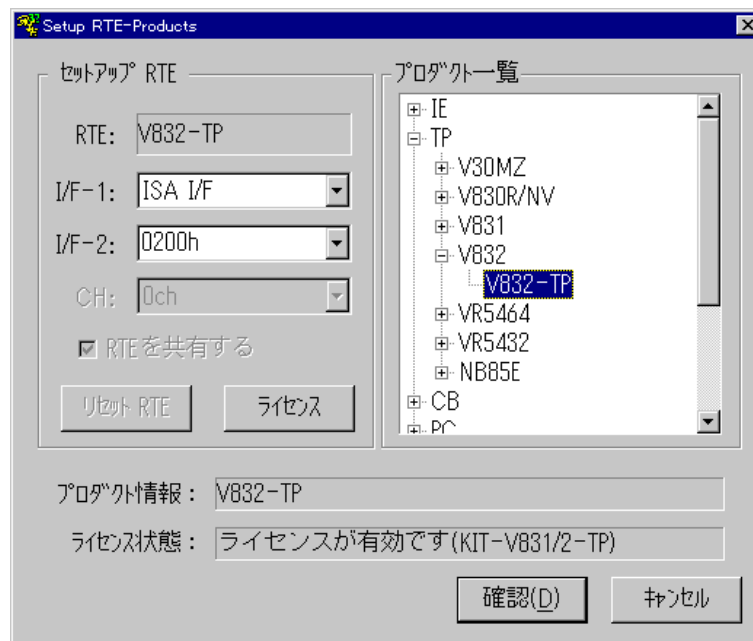 Setup RTE-Products
ｾｯﾄｱｯﾌﾟ RTE
RTE: V832-TP
I/F-1: ISA I/F
I/F-2: 0200h
CH: 0ch
RTEを共有する
ﾘｾｯﾄ RTE
ﾗｲｾﾝｽ
ﾌﾟﾛﾀﾞｸﾄ一覧
IE
TP
V30MZ
V830R/NV
V831
V832
V832-TP
VR5464
VR5432
NB85E
CB
PC
ﾌﾟﾛﾀﾞｸﾄ情報： V832-TP
ﾗｲｾﾝｽ状態： ライセンスが有効です(KIT-V831/2-TP)
確認(D)
ｷｬﾝｾﾙ